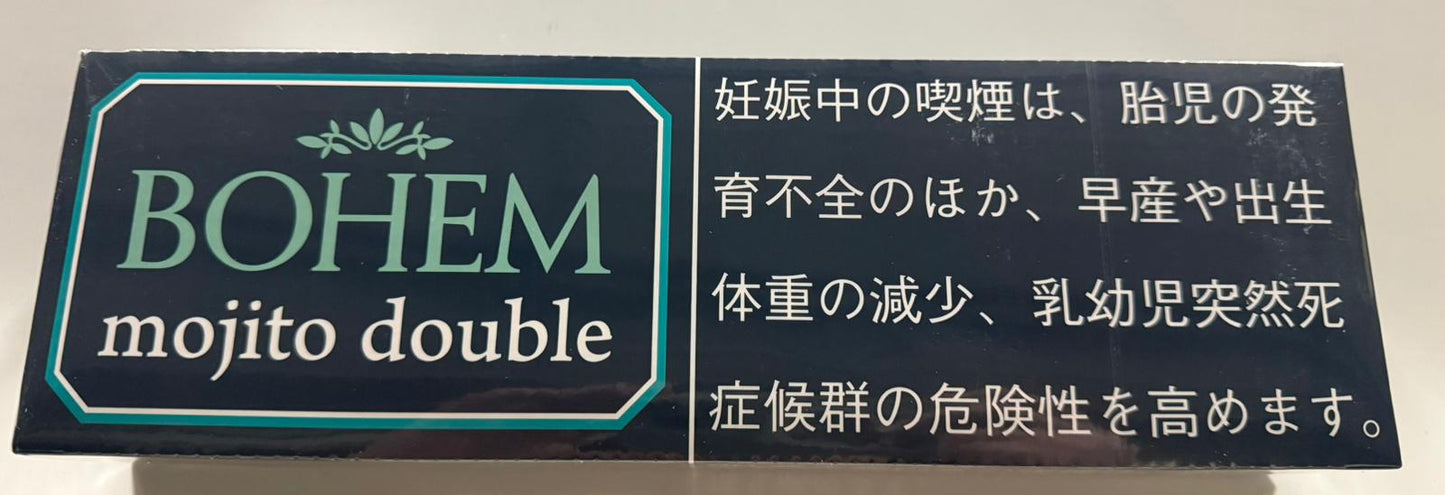 BOHEM
mojito double
妊娠中の喫煙は、胎児の発
育不全のほか、早産や出生
体重の減少、乳幼児突然死
症候群の危険性を高めます。